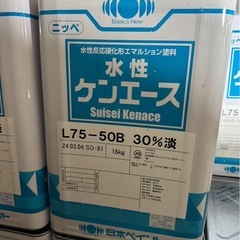 Basic & New
ニッペ
水性反応硬化形エマルション塗料
水性
ケンエース
Suisei Kenace
L75-50B 30%淡
24.03.04 SO-81 16kg
日本ペイント